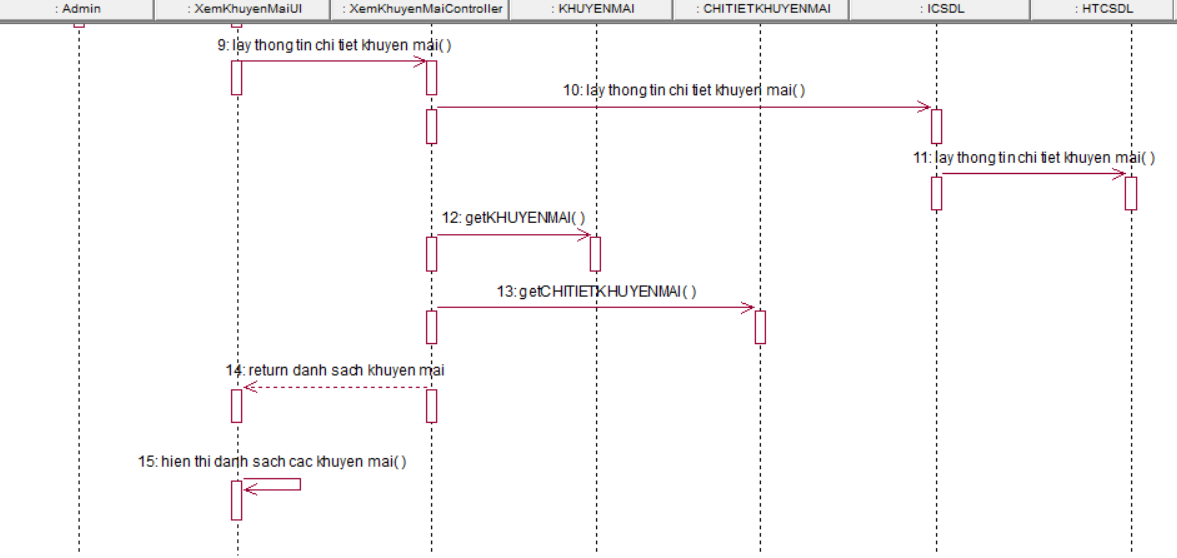 : Admin
: XemKhuyenMaiUI
: XemKhuyenMaiController
: KHUYENMAI
: CHITIETKHUYENMAI
: ICSDL
: HTCSDL
9: lay thong tin chi tiet khuyen mai( )
10: lay thong tin chi tiet khuyen mai( )
11: lay thong tin chi tiet khuyen mai( )
12: getKHUYENMAI( )
13: getCHITIETKHUYENMAI( )
14: return danh sach khuyen mai
15: hien thi danh sach cac khuyen mai( )